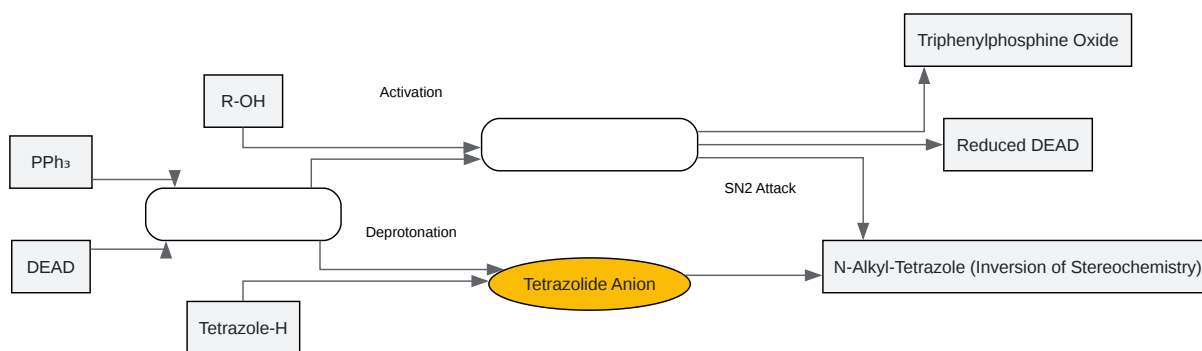 Triphenylphosphine Oxide
R-OH
Activation
PPh₃
Reduced DEAD
SN2 Attack
Deprotonation
DEAD
Tetrazolide Anion
N-Alkyl-Tetrazole (Inversion of Stereochemistry)
Tetrazole-H